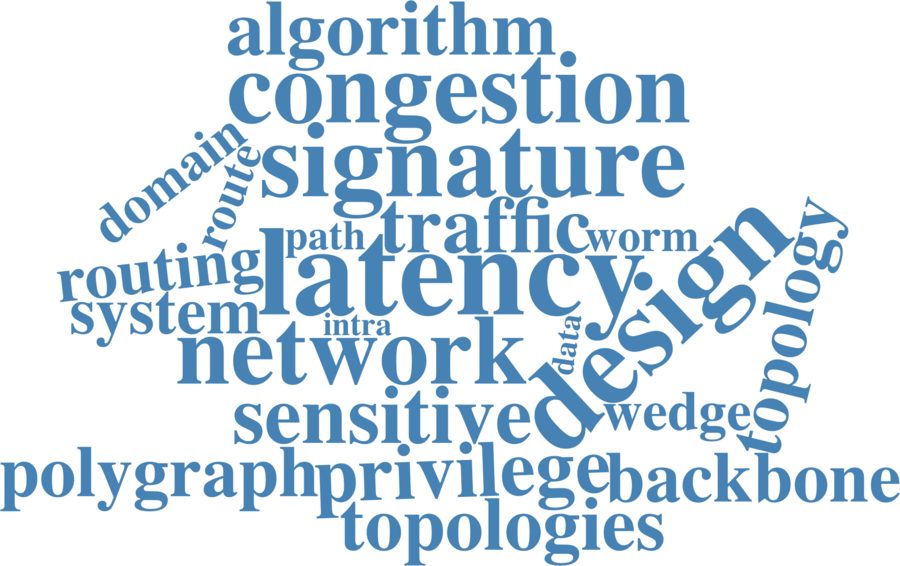 algorithm
congestion
domain
route
signature
path
traffic
worm
routing
latency
design
topology
system
intra
data
network
sensitive
wedge
polygraph
privilege
backbone
topologies